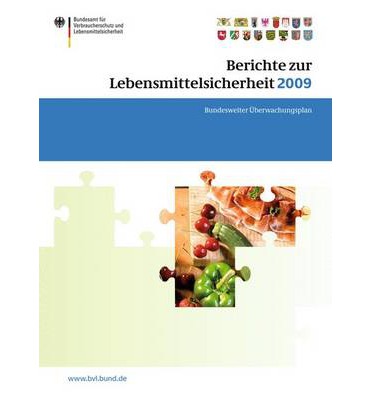 Bundesamt für
Verbraucherschutz und
Lebensmittelsicherheit
Berichte zur
Lebensmittelsicherheit 2009
Bundesweiter Überwachungsplan
www.bvl.bund.de